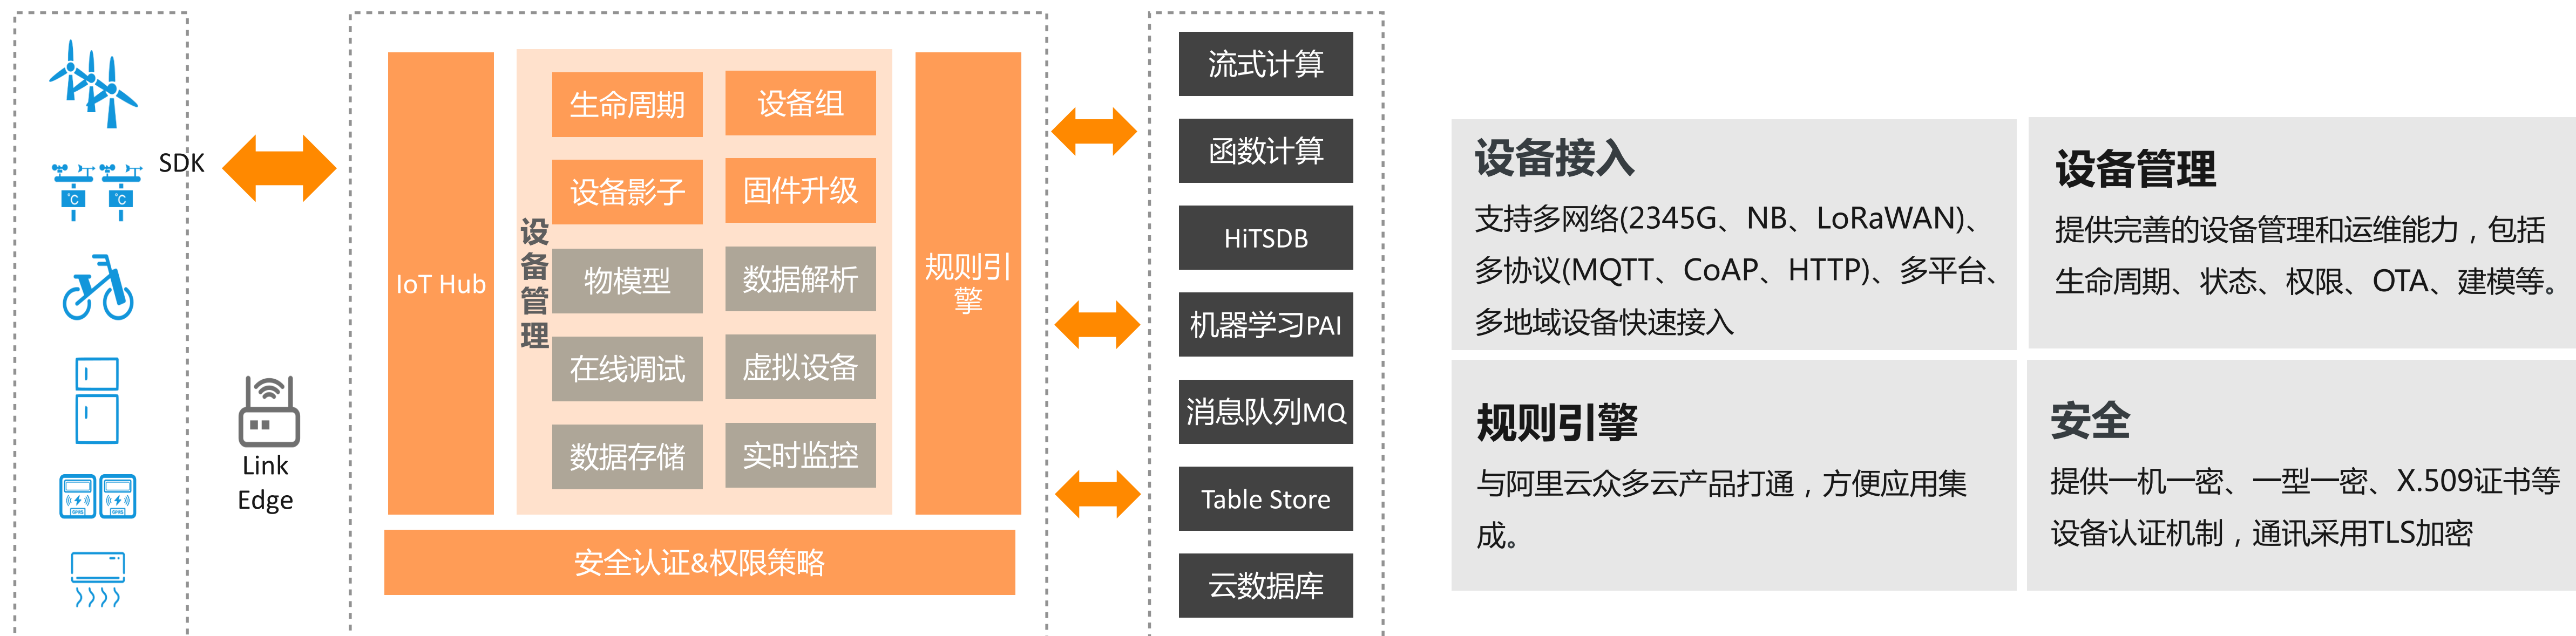 SDK
Link
Edge
IoT Hub
设
备
管
理
生命周期
设备组
设备影子
固件升级
物模型
数据解析
在线调试
虚拟设备
数据存储
实时监控
规则引
擎
安全认证&权限策略
流式计算
函数计算
HiTSDB
机器学习PAI
消息队列MQ
Table Store
云数据库
设备接入
支持多网络(2345G、NB、LoRaWAN)、
多协议(MQTT、CoAP、HTTP)、多平台、
多地域设备快速接入
设备管理
提供完善的设备管理和运维能力，包括
生命周期、状态、权限、OTA、建模等。
规则引擎
与阿里云众多云产品打通，方便应用集
成。
安全
提供一机一密、一型一密、X.509证书等
设备认证机制，通讯采用TLS加密
℃
℃
GPRS
GPRS